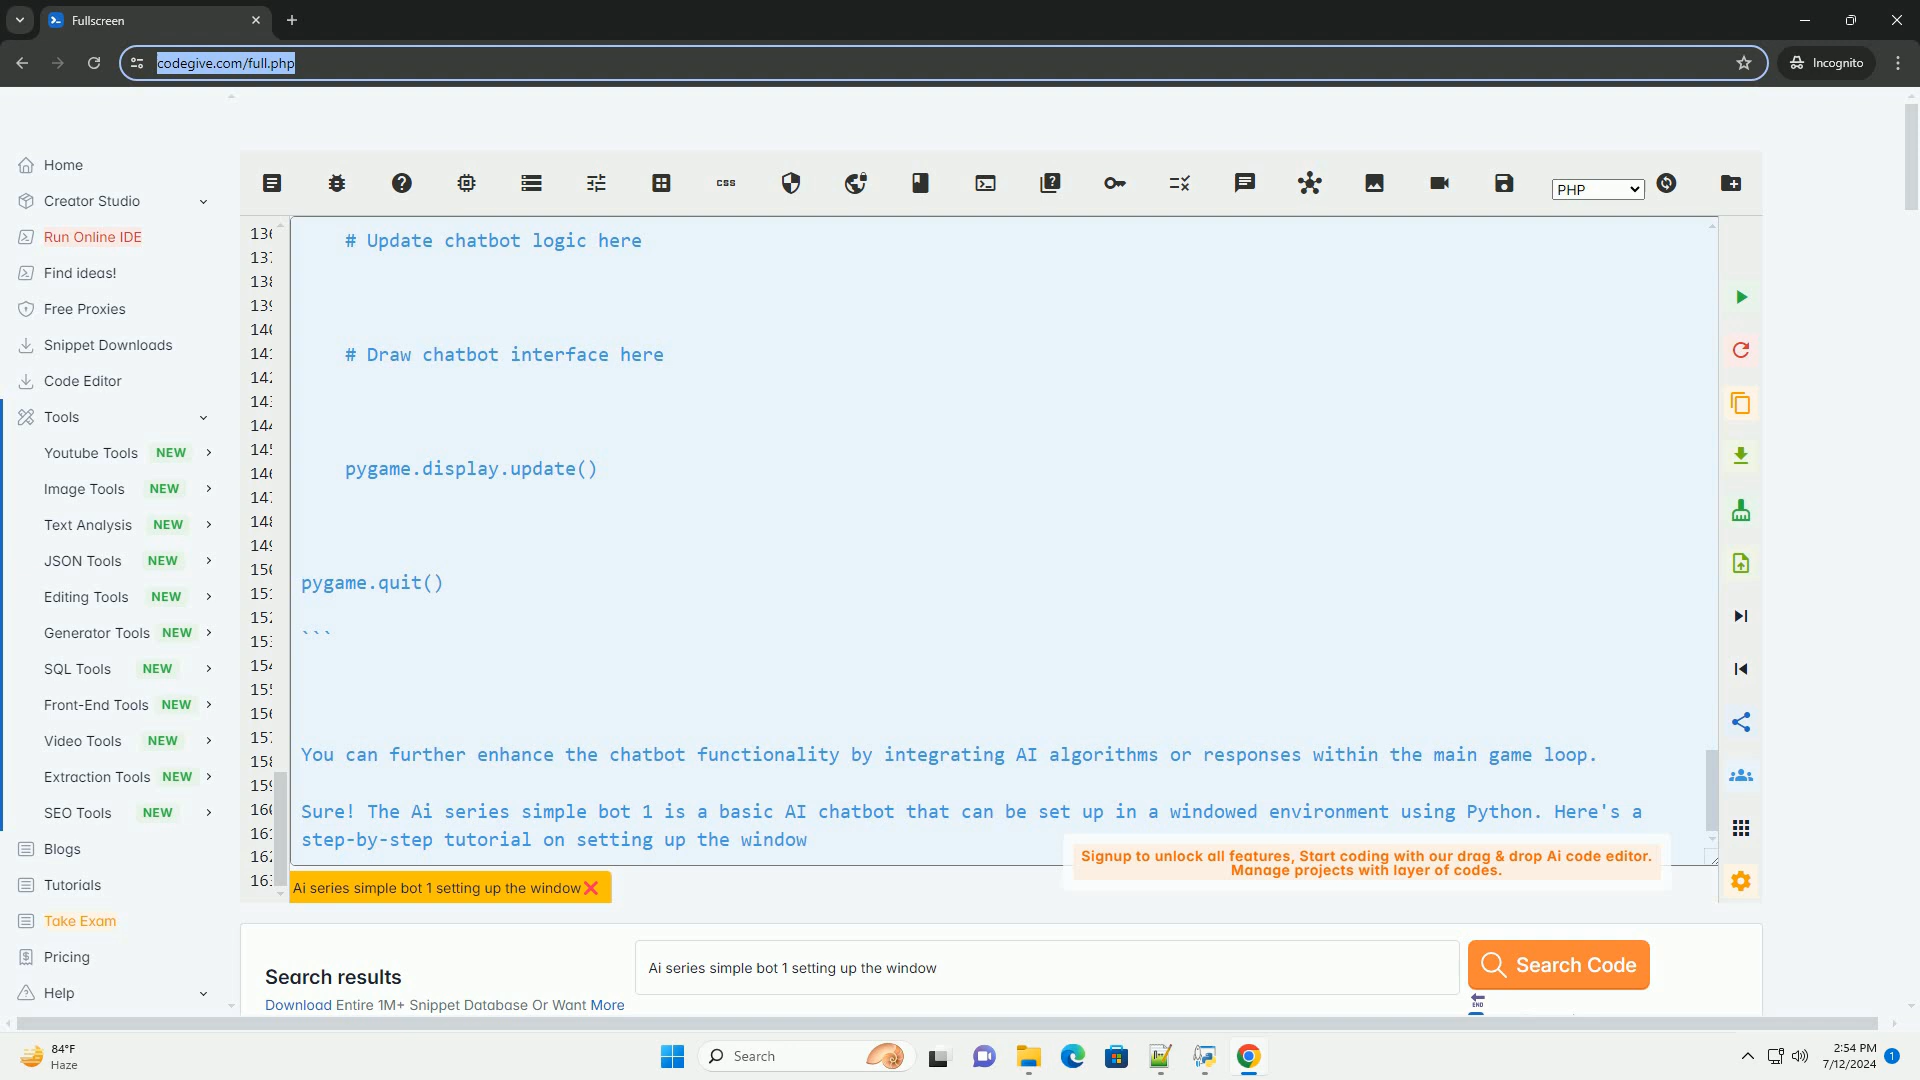 Fullscreen
codegive.com/full.php
Incognito
Home
Creator Studio
Run Online IDE
Find ideas!
Free Proxies
Snippet Downloads
Code Editor
Tools
Youtube Tools NEW
Image Tools NEW
Text Analysis NEW
JSON Tools NEW
Editing Tools NEW
Generator Tools NEW
SQL Tools NEW
Front-End Tools NEW
Video Tools NEW
Extraction Tools NEW
SEO Tools NEW
Blogs
Tutorials
Take Exam
Pricing
Help
css
PHP
# Update chatbot logic here
# Draw chatbot interface here
pygame.display.update()
pygame.quit()
```
You can further enhance the chatbot functionality by integrating AI algorithms or responses within the main game loop.
Sure! The Ai series simple bot 1 is a basic AI chatbot that can be set up in a windowed environment using Python. Here's a
step-by-step tutorial on setting up the window
Signup to unlock all features, Start coding with our drag & drop Ai code editor.
Manage projects with layer of codes.
Ai series simple bot 1 setting up the window
Search results
Download Entire 1M+ Snippet Database Or Want More
Ai series simple bot 1 setting up the window
Search Code
END
84°F
Haze
Search
2:54 PM
7/12/2024
1